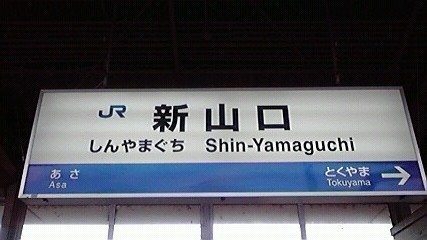 JR 新山口
しんやまぐち Shin-Yamaguchi
あさ とくやま
Asa Tokuyama